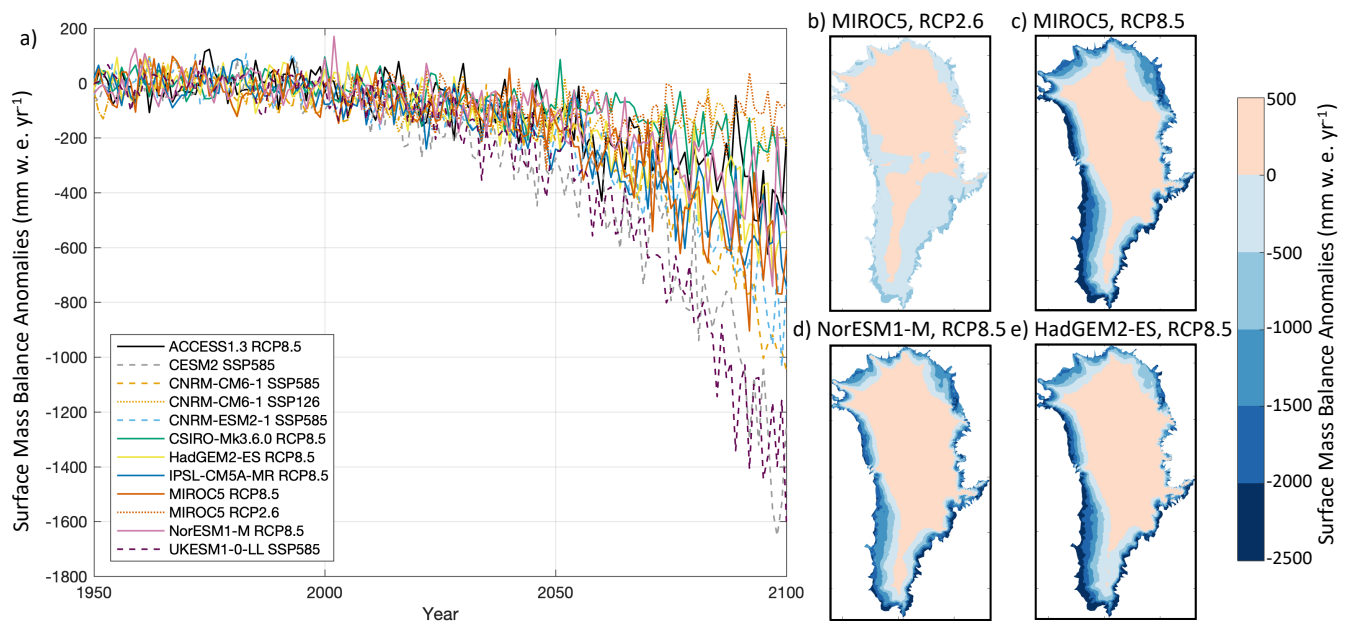 a)
Surface Mass Balance Anomalies (mm w. e. yr⁻¹)
200
0
-200
-400
-600
-800
-1000
-1200
-1400
-1600
-1800
1950
2000
2050
2100
Year
ACCESS1.3 RCP8.5
CESM2 SSP585
CNRM-CM6-1 SSP585
CNRM-CM6-1 SSP126
CNRM-ESM2-1 SSP585
CSIRO-Mk3.6.0 RCP8.5
HadGEM2-ES RCP8.5
IPSL-CM5A-MR RCP8.5
MIROC5 RCP8.5
MIROC5 RCP2.6
NorESM1-M RCP8.5
UKESM1-0-LL SSP585
b) MIROC5, RCP2.6
c) MIROC5, RCP8.5
d) NorESM1-M, RCP8.5
e) HadGEM2-ES, RCP8.5
500
0
-500
-1000
-1500
-2000
-2500
Surface Mass Balance Anomalies (mm w. e. yr⁻¹)